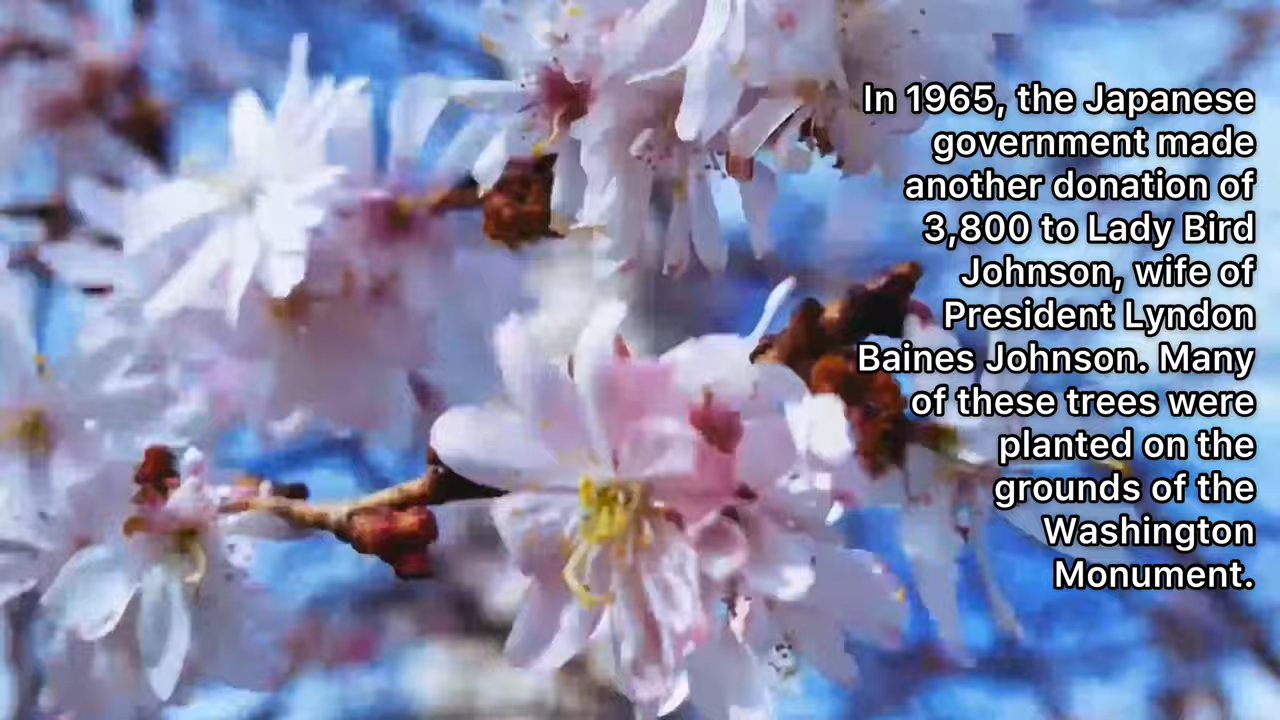 In 1965, the Japanese
government made
another donation of
3,800 to Lady Bird
Johnson, wife of
President Lyndon
Baines Johnson. Many
of these trees were
planted on the
grounds of the
Washington
Monument.